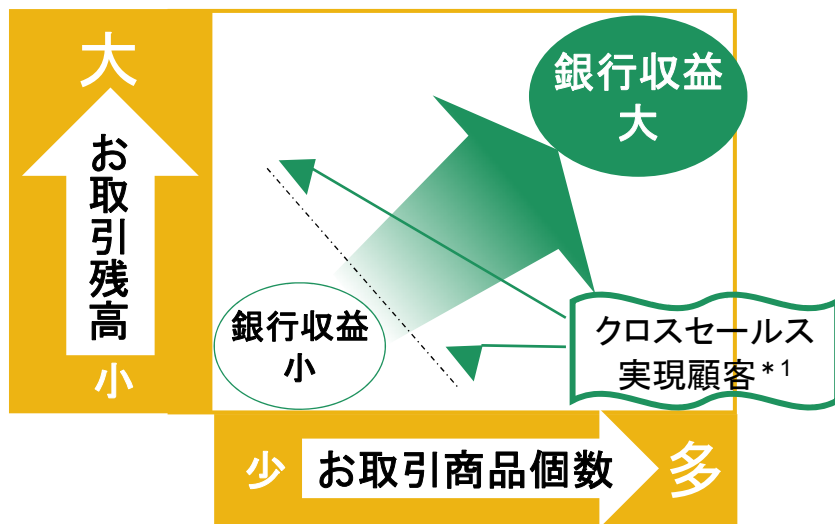 大
お取引残高
小
銀行収益
大
銀行収益
小
クロスセールス
実現顧客*1
少
お取引商品個数
多